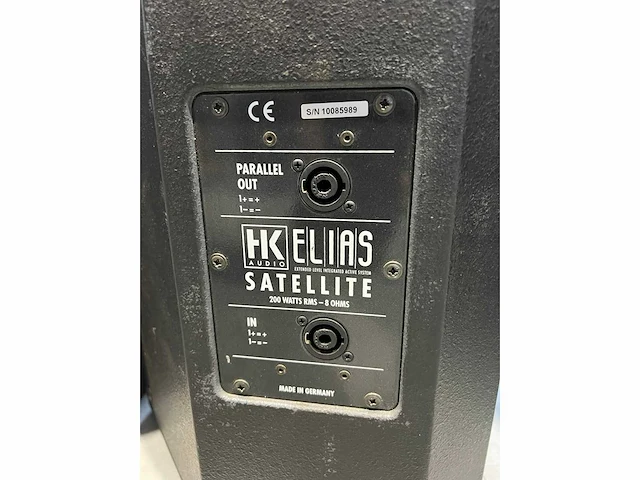 CE S/N 10085989
PARALLEL
OUT
1+ = +
1- = -
HK
AUDIO
ELIAS
EXTENDED-LEVEL INTEGRATED ACTIVE SYSTEM
SATELLITE
200 WATTS RMS – 8 OHMS
IN
1+ = +
1- = -
MADE IN GERMANY